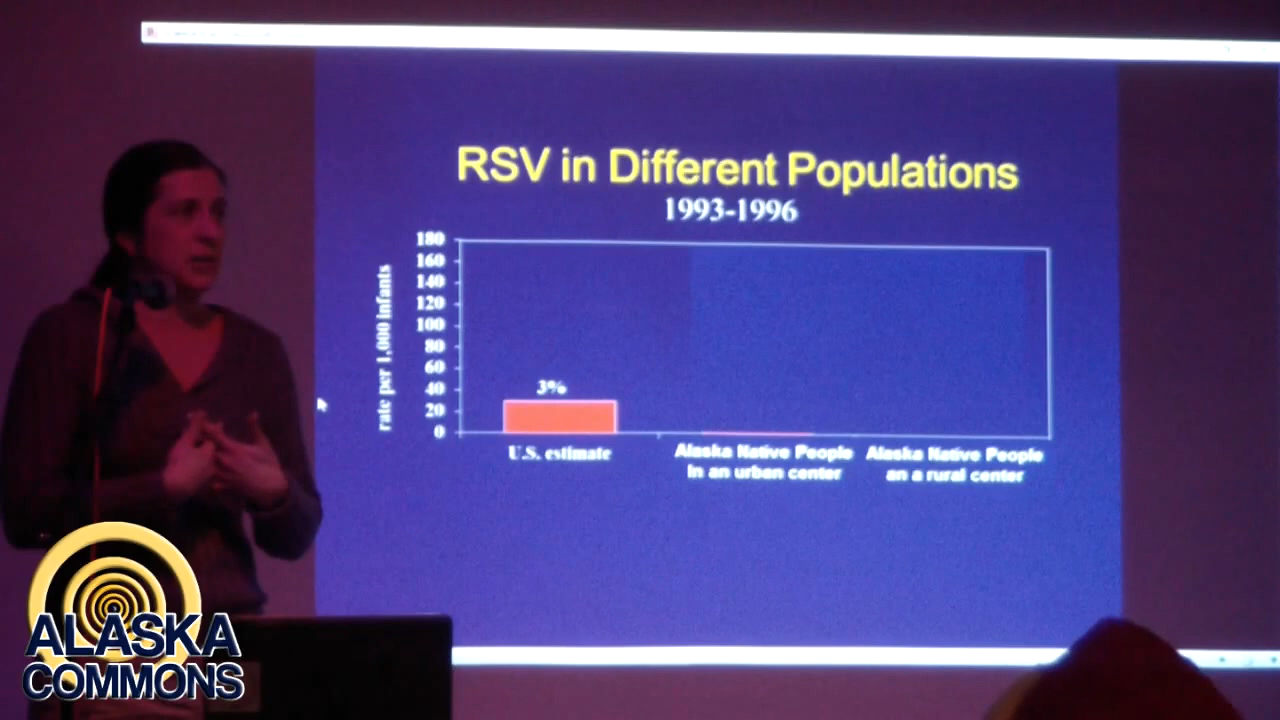 RSV in Different Populations
1993-1996
rate per 1,000 infants
180
160
140
120
100
80
60
40
20
0
3%
U.S. estimate
Alaska Native People
in an urban center
Alaska Native People
an a rural center
ALASKA
COMMONS